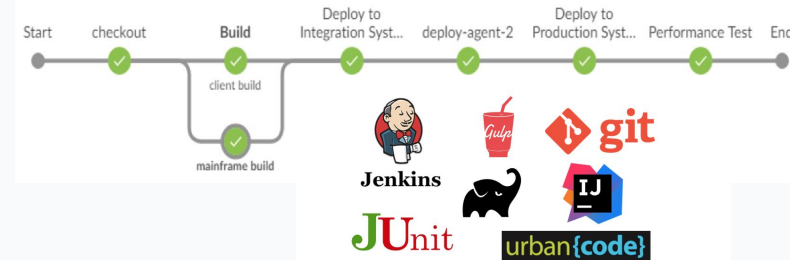 Start
checkout
Build
Deploy to
Integration Syst...
deploy-agent-2
Deploy to
Production Syst...
Performance Test
End
client build
mainframe build
Jenkins
Gulp
git
IJ
JUnit
urban{code}